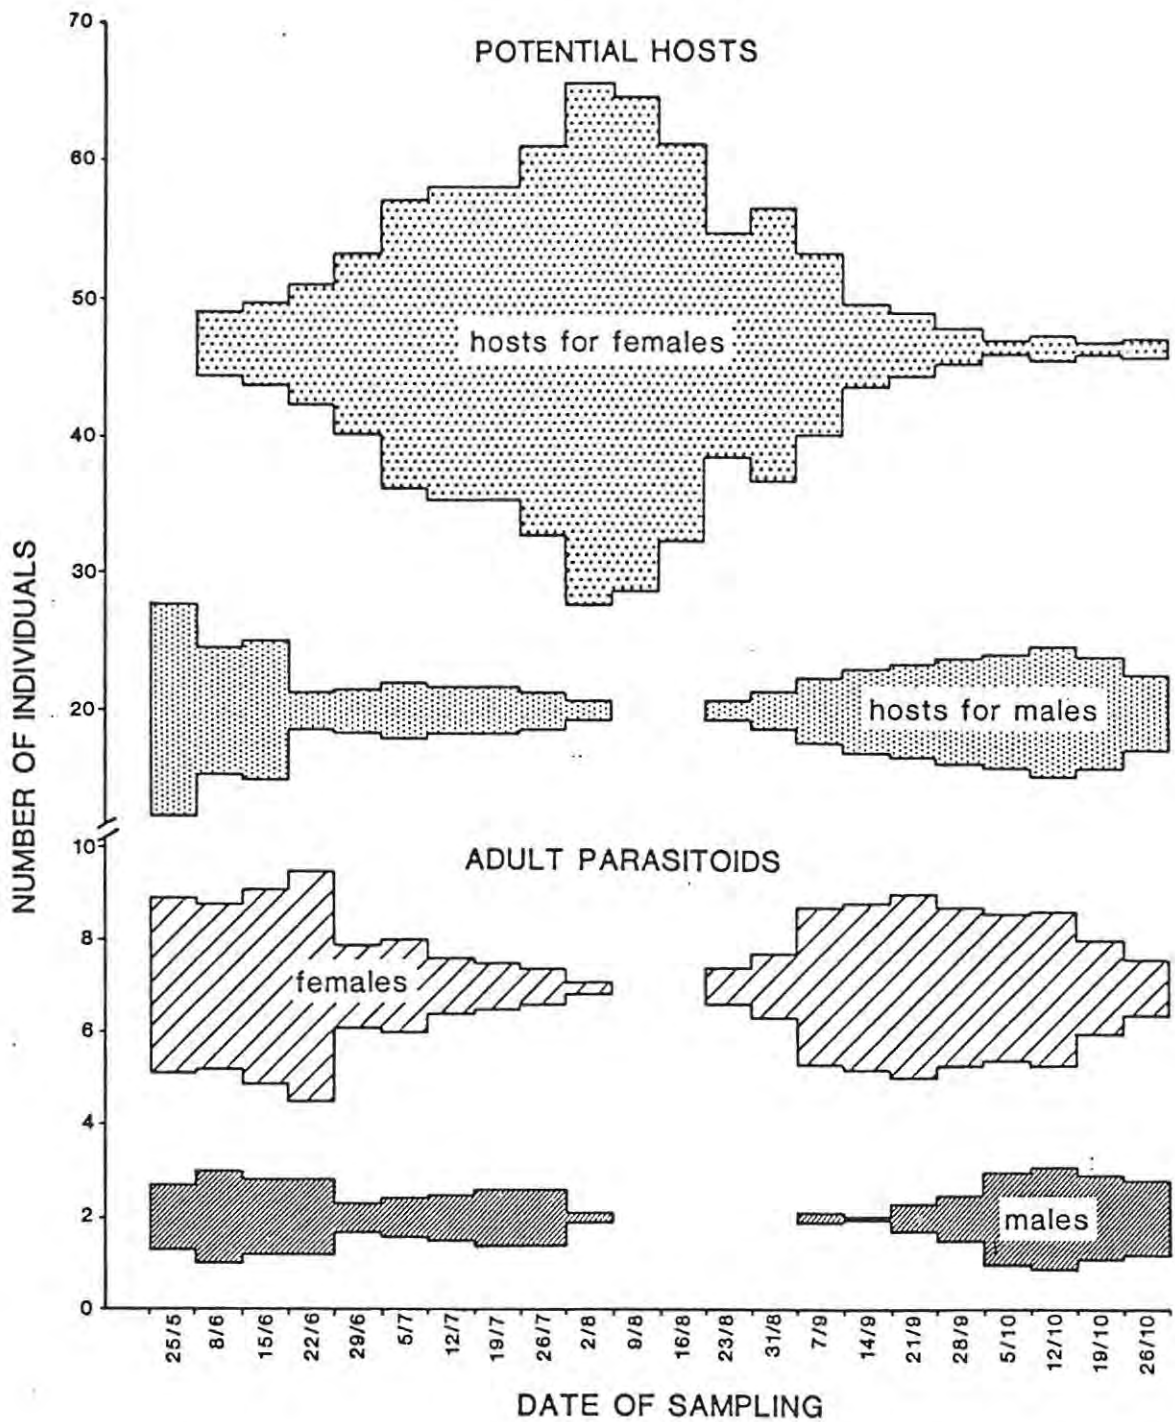 70
POTENTIAL HOSTS
60
50
hosts for females
40
30
20
hosts for males
10
ADULT PARASITOIDS
8
females
6
4
2
males
0
NUMBER OF INDIVIDUALS
25/5 8/6 15/6 22/6 29/6 5/7 12/7 19/7 26/7 2/8 9/8 16/8 23/8 31/8 7/9 14/9 21/9 28/9 5/10 12/10 19/10 26/10
DATE OF SAMPLING